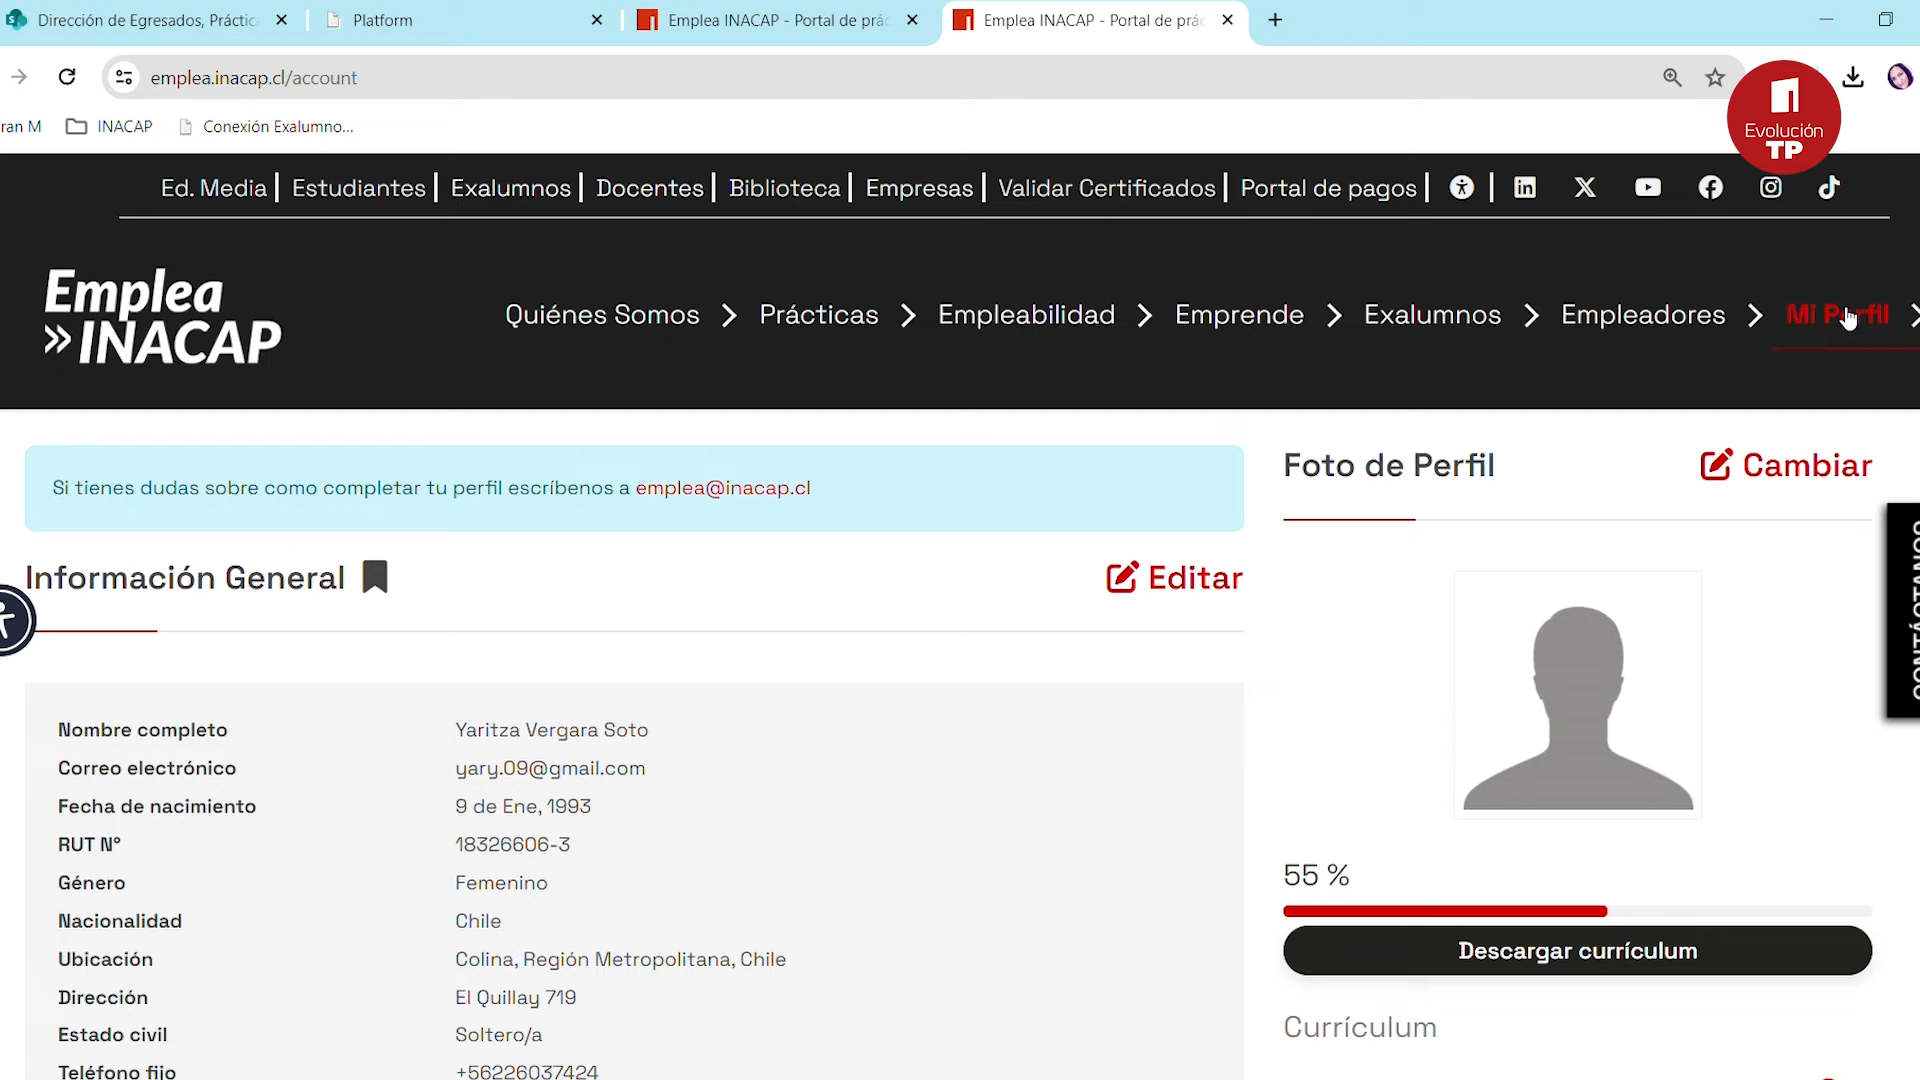 Dirección de Egresados, Práctic
Platform
Emplea INACAP - Portal de prác
Emplea INACAP - Portal de prác
emplea.inacap.cl/account
ran M
INACAP
Conexión Exalumno...
Evolución
TP
Ed. Media
Estudiantes
Exalumnos
Docentes
Biblioteca
Empresas
Validar Certificados
Portal de pagos
Emplea
»INACAP
Quiénes Somos
Prácticas
Empleabilidad
Emprende
Exalumnos
Empleadores
Mi Perfil
Si tienes dudas sobre como completar tu perfil escríbenos a emplea@inacap.cl
Foto de Perfil
Cambiar
CONTÁCTANOS
Información General
Editar
Nombre completo Yaritza Vergara Soto
Correo electrónico yary.09@gmail.com
Fecha de nacimiento 9 de Ene, 1993
RUT N° 18326606-3
Género Femenino
Nacionalidad Chile
Ubicación Colina, Región Metropolitana, Chile
Dirección El Quillay 719
Estado civil Soltero/a
Teléfono fijo +56226037424
55 %
Descargar currículum
Currículum